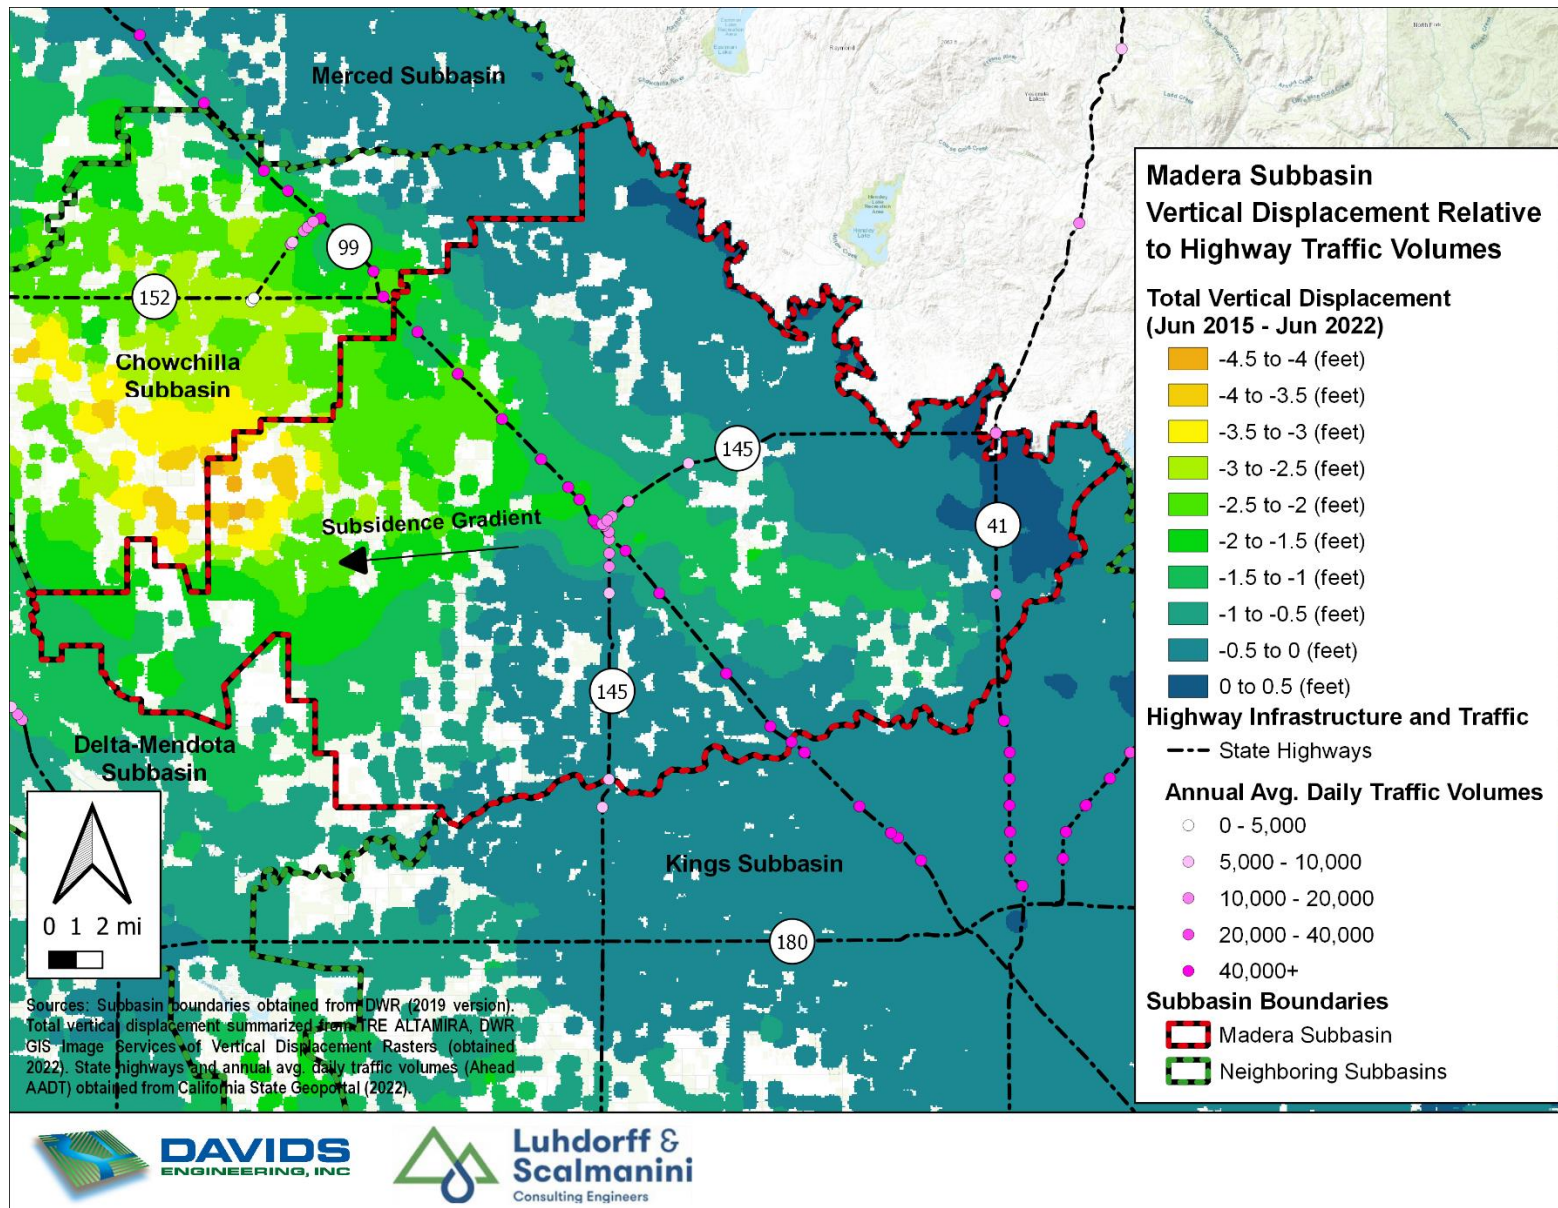 Merced Subbasin
99
152
Chowchilla
Subbasin
145
Subsidence Gradient
41
145
Delta-Mendota
Subbasin
Kings Subbasin
180
0 1 2 mi
Sources: Subbasin boundaries obtained from DWR (2019 version).
Total vertical displacement summarized from TRE ALTAMIRA, DWR
GIS Image Services of Vertical Displacement Rasters (obtained
2022). State highways and annual avg. daily traffic volumes (Ahead
AADT) obtained from California State Geoportal (2022).
Madera Subbasin
Vertical Displacement Relative
to Highway Traffic Volumes
Total Vertical Displacement
(Jun 2015 - Jun 2022)
-4.5 to -4 (feet)
-4 to -3.5 (feet)
-3.5 to -3 (feet)
-3 to -2.5 (feet)
-2.5 to -2 (feet)
-2 to -1.5 (feet)
-1.5 to -1 (feet)
-1 to -0.5 (feet)
-0.5 to 0 (feet)
0 to 0.5 (feet)
Highway Infrastructure and Traffic
State Highways
Annual Avg. Daily Traffic Volumes
0 - 5,000
5,000 - 10,000
10,000 - 20,000
20,000 - 40,000
40,000+
Subbasin Boundaries
Madera Subbasin
Neighboring Subbasins
DAVIDS
ENGINEERING, INC
Luhdorff &
Scalmanini
Consulting Engineers